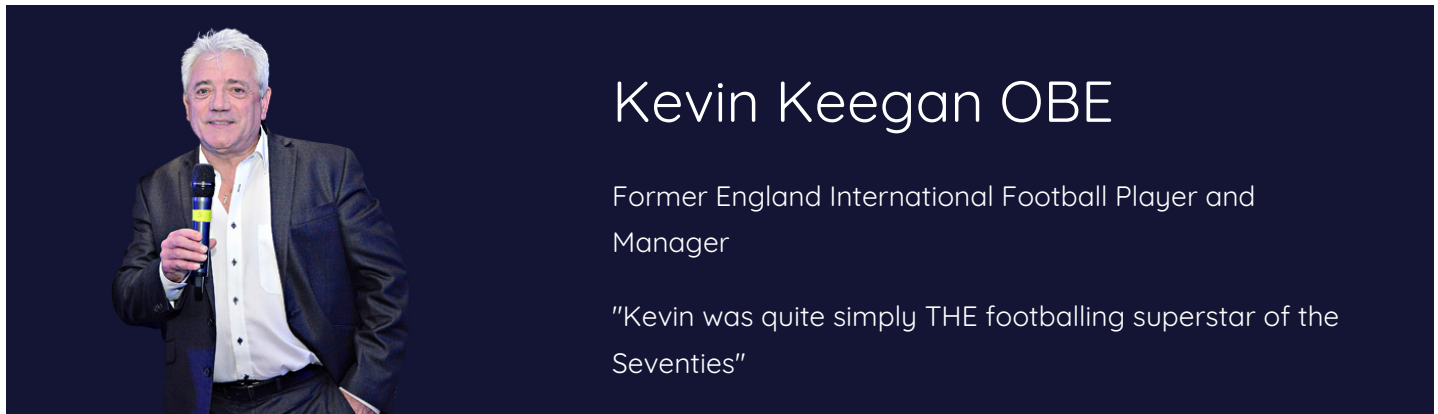 Kevin Keegan OBE
Former England International Football Player and
Manager
"Kevin was quite simply THE footballing superstar of the
Seventies"